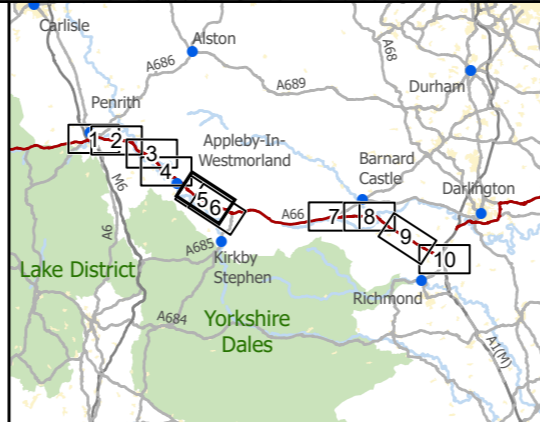 Carlisle
Alston
A686
A68
A689
Durham
Penrith
Appleby-In-
Westmorland
1
2
3
4
5
6
M6
A6
Barnard
Castle
Darlington
A66
7
8
9
10
A685
Kirkby
Stephen
Lake District
Richmond
A684
Yorkshire
Dales
A1(M)